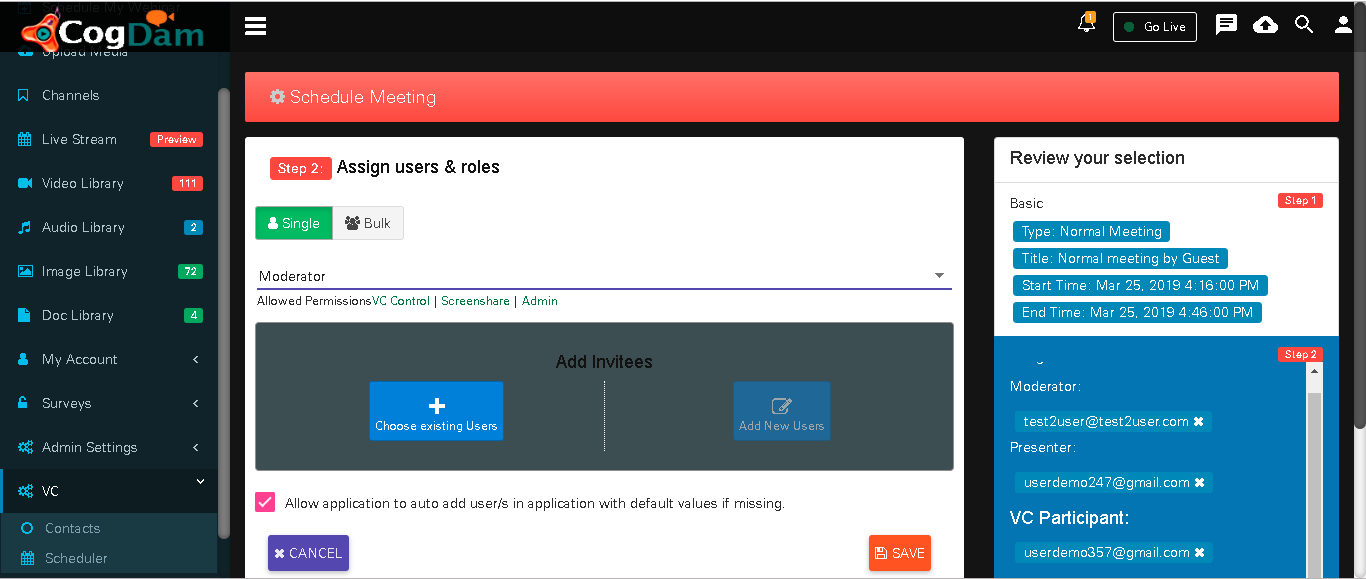 Schedule My Webinar
CogDam
1
Go Live
Upload Media
Channels
Live Stream Preview
Video Library 111
Audio Library 2
Image Library 72
Doc Library 4
My Account
Surveys
Admin Settings
VC
Contacts
Scheduler
Schedule Meeting
Step 2: Assign users & roles
Single Bulk
Moderator
Allowed PermissionsVC Control | Screenshare | Admin
Add Invitees
Choose existing Users
Add New Users
Allow application to auto add user/s in application with default values if missing.
CANCEL
SAVE
Review your selection
Basic Step 1
Type: Normal Meeting
Title: Normal meeting by Guest
Start Time: Mar 25, 2019 4:16:00 PM
End Time: Mar 25, 2019 4:46:00 PM
Step 2
Moderator:
test2user@test2user.com
Presenter:
userdemo247@gmail.com
VC Participant:
userdemo357@gmail.com